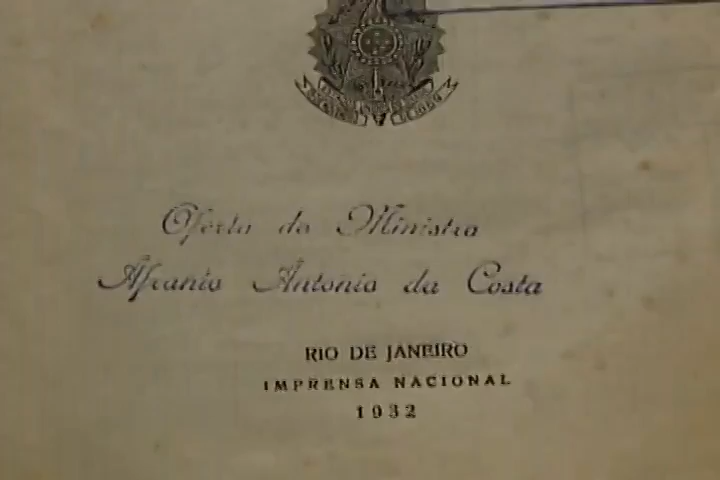 Oferta do Ministro
Afranio Antonio da Costa
RIO DE JANEIRO
IMPRENSA NACIONAL
1932